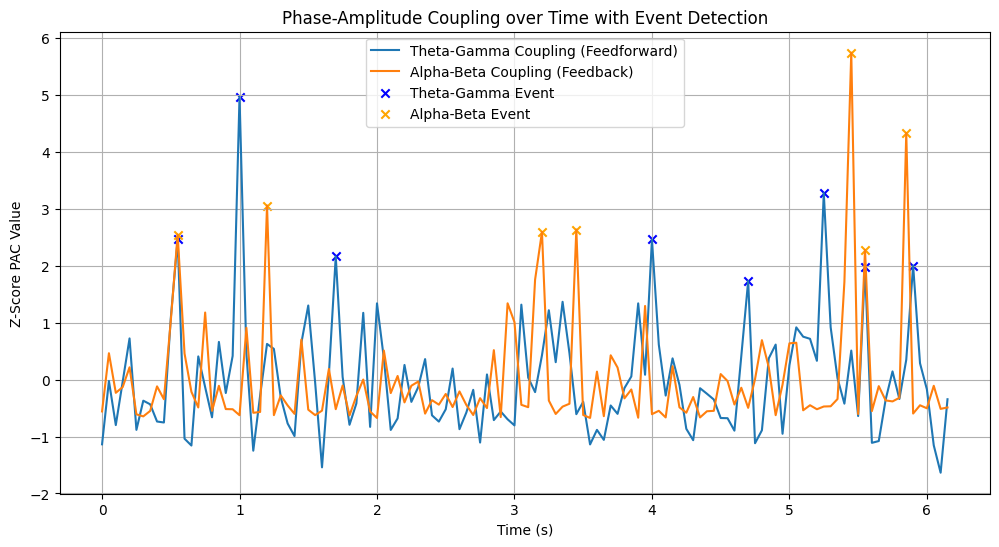 Phase-Amplitude Coupling over Time with Event Detection
Theta-Gamma Coupling (Feedforward)
Alpha-Beta Coupling (Feedback)
Theta-Gamma Event
Alpha-Beta Event
Z-Score PAC Value
6
5
4
3
2
1
0
−1
−2
0 1 2 3 4 5 6
Time (s)